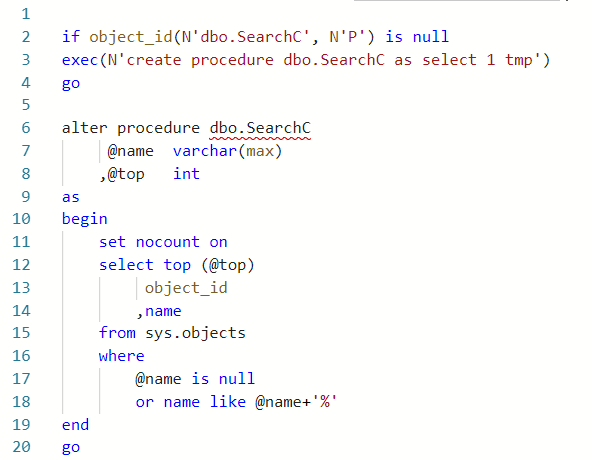 1
2 if object_id(N'dbo.SearchC', N'P') is null
3 exec(N'create procedure dbo.SearchC as select 1 tmp')
4 go
5
6 alter procedure dbo.SearchC
7 @name varchar(max)
8 ,@top int
9 as
10 begin
11 set nocount on
12 select top (@top)
13 object_id
14 ,name
15 from sys.objects
16 where
17 @name is null
18 or name like @name+'%'
19 end
20 go